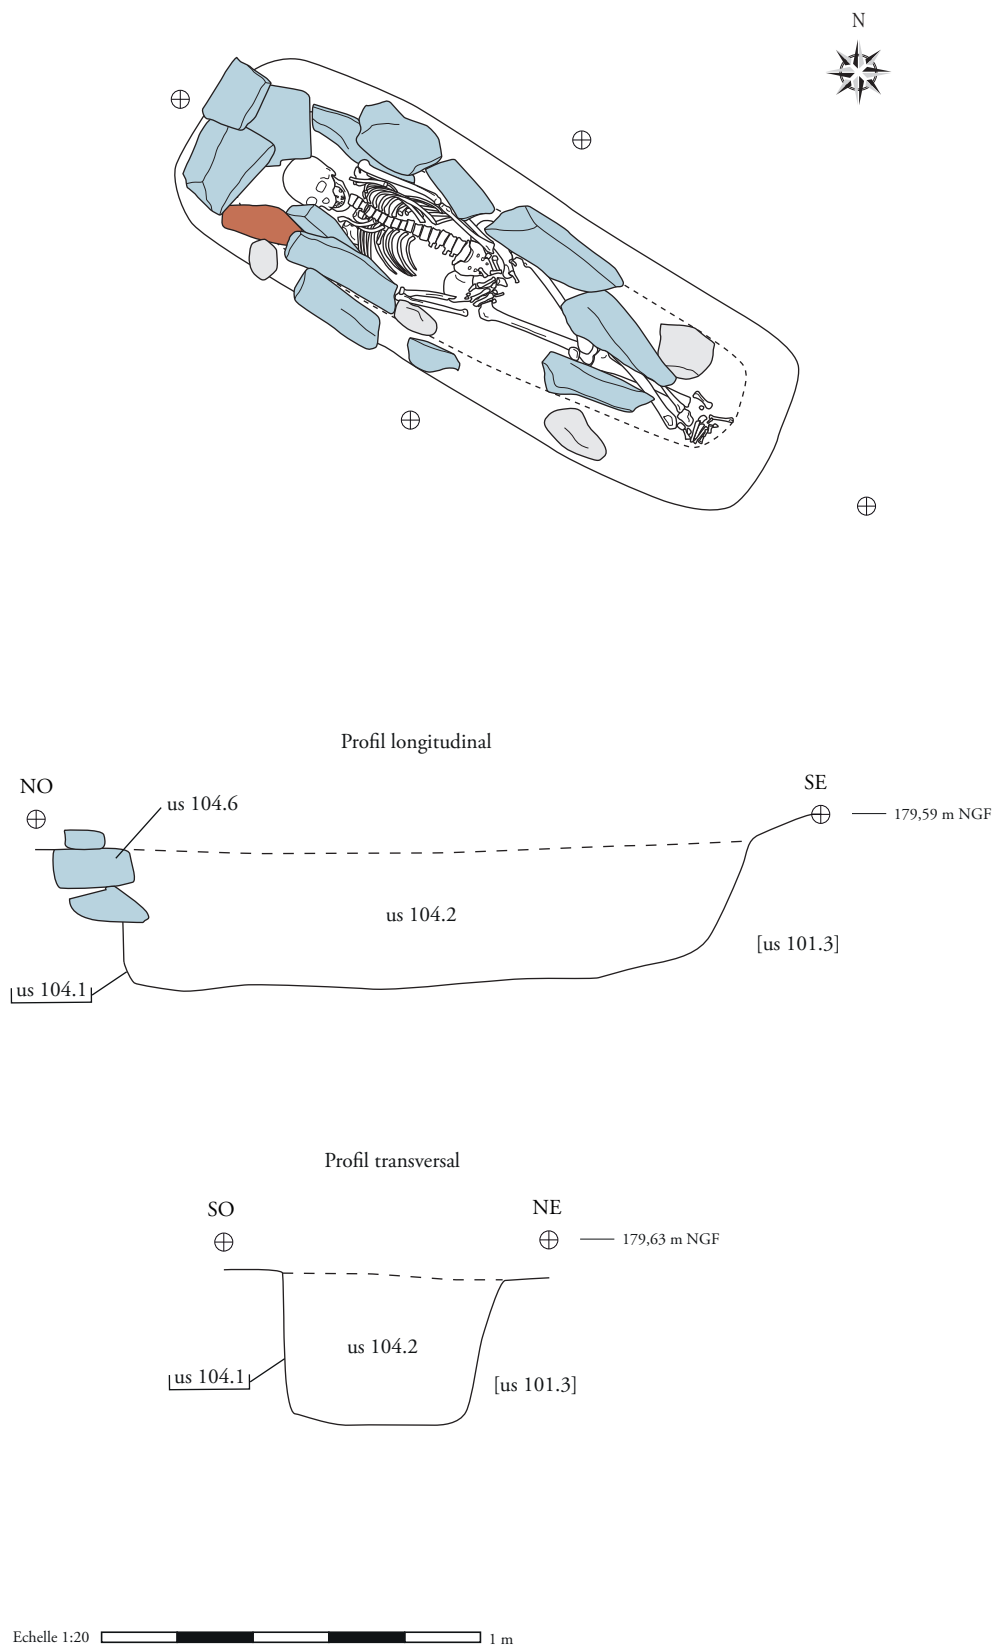 N
Profil longitudinal
NO
SE
us 104.6
179,59 m NGF
us 104.2
[us 101.3]
us 104.1
Profil transversal
SO
NE
179,63 m NGF
us 104.2
us 104.1
[us 101.3]
Echelle 1:20
1 m